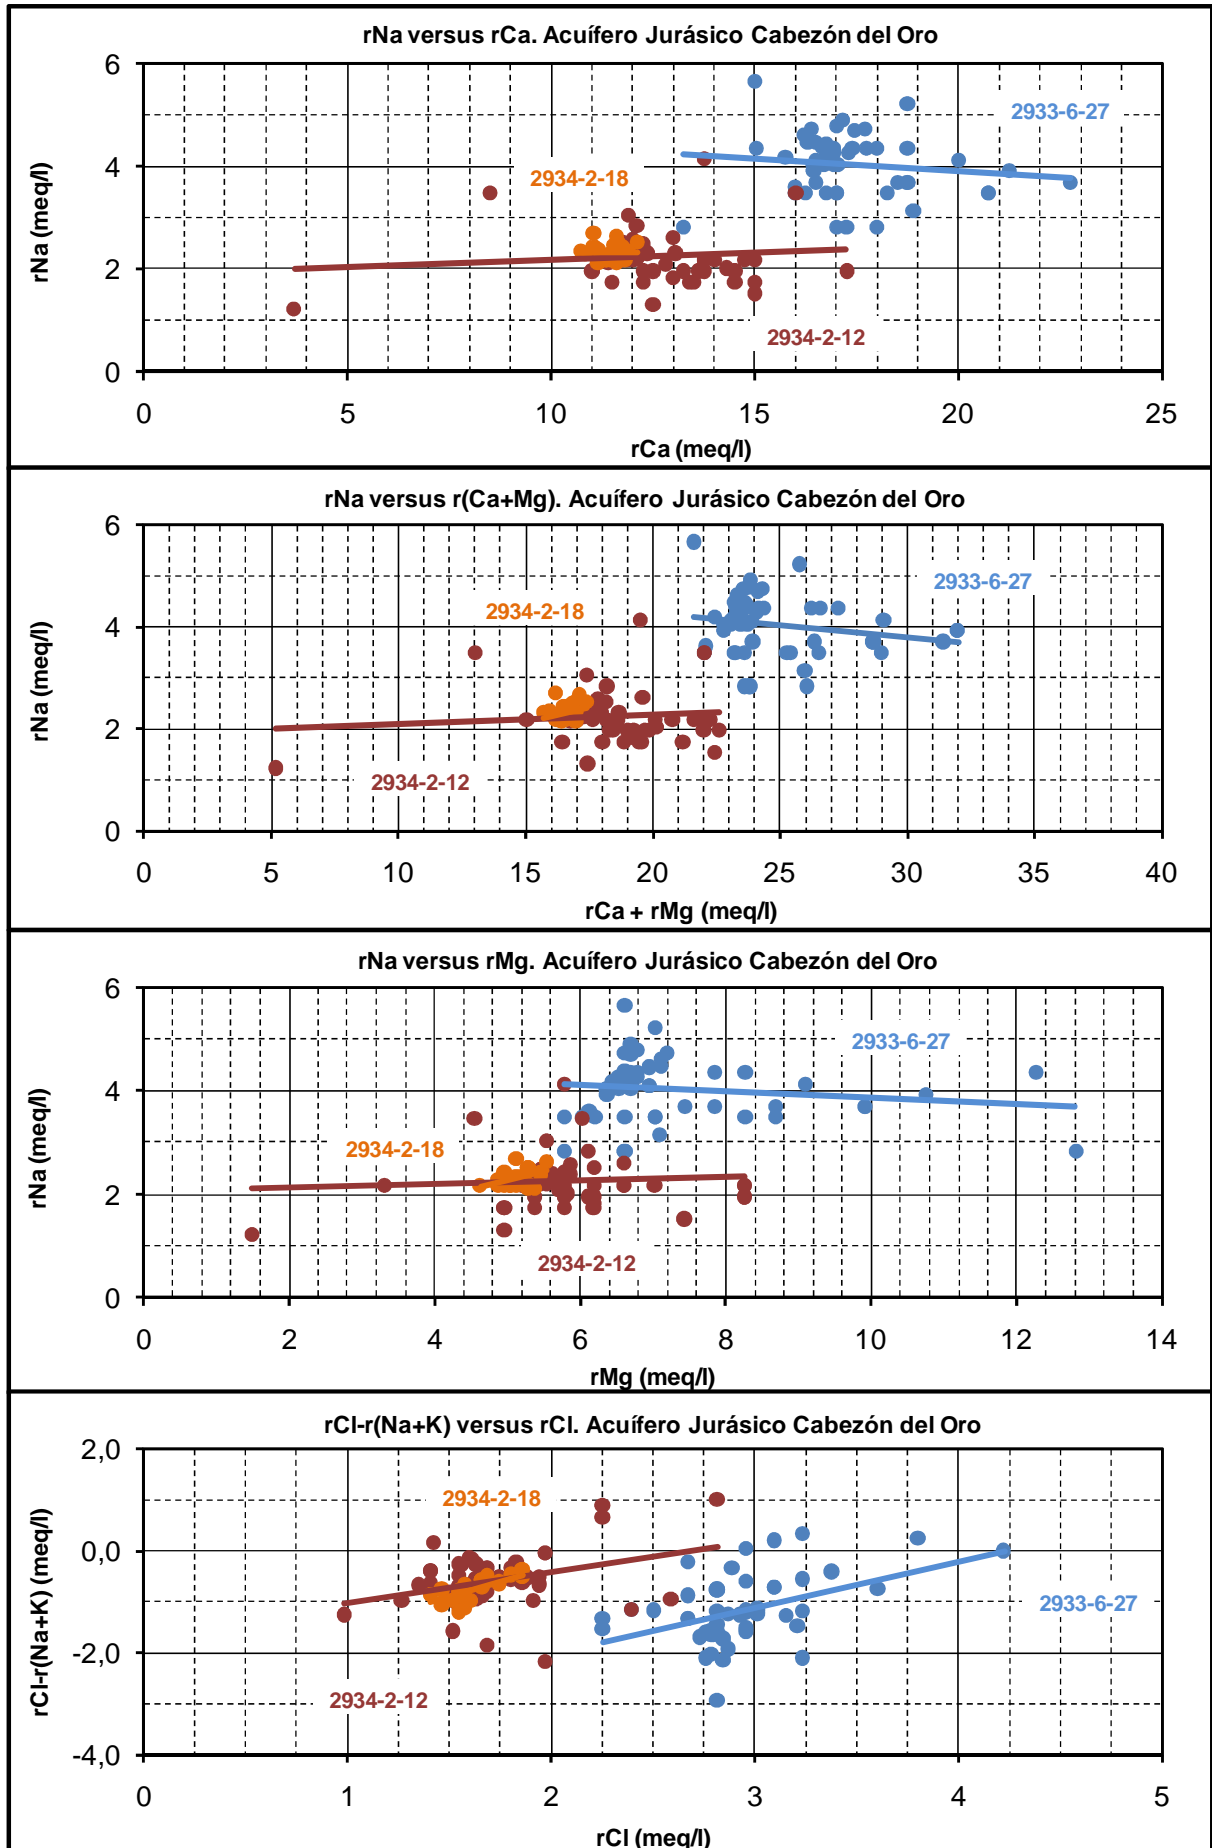 rNa versus rCa. Acuífero Jurásico Cabezón del Oro
6
2933-6-27
4
2934-2-18
rNa (meq/l)
2
2934-2-12
0
0 5 10 15 20 25
rCa (meq/l)
rNa versus r(Ca+Mg). Acuífero Jurásico Cabezón del Oro
6
2933-6-27
2934-2-18
4
rNa (meq/l)
2
2934-2-12
0
0 5 10 15 20 25 30 35 40
rCa + rMg (meq/l)
rNa versus rMg. Acuífero Jurásico Cabezón del Oro
6
2933-6-27
4
2934-2-18
rNa (meq/l)
2
2934-2-12
0
0 2 4 6 8 10 12 14
rMg (meq/l)
rCl-r(Na+K) versus rCl. Acuífero Jurásico Cabezón del Oro
2,0
2934-2-18
0,0
rCl-r(Na+K) (meq/l)
2933-6-27
-2,0
2934-2-12
-4,0
0 1 2 3 4 5
rCl (meq/l)